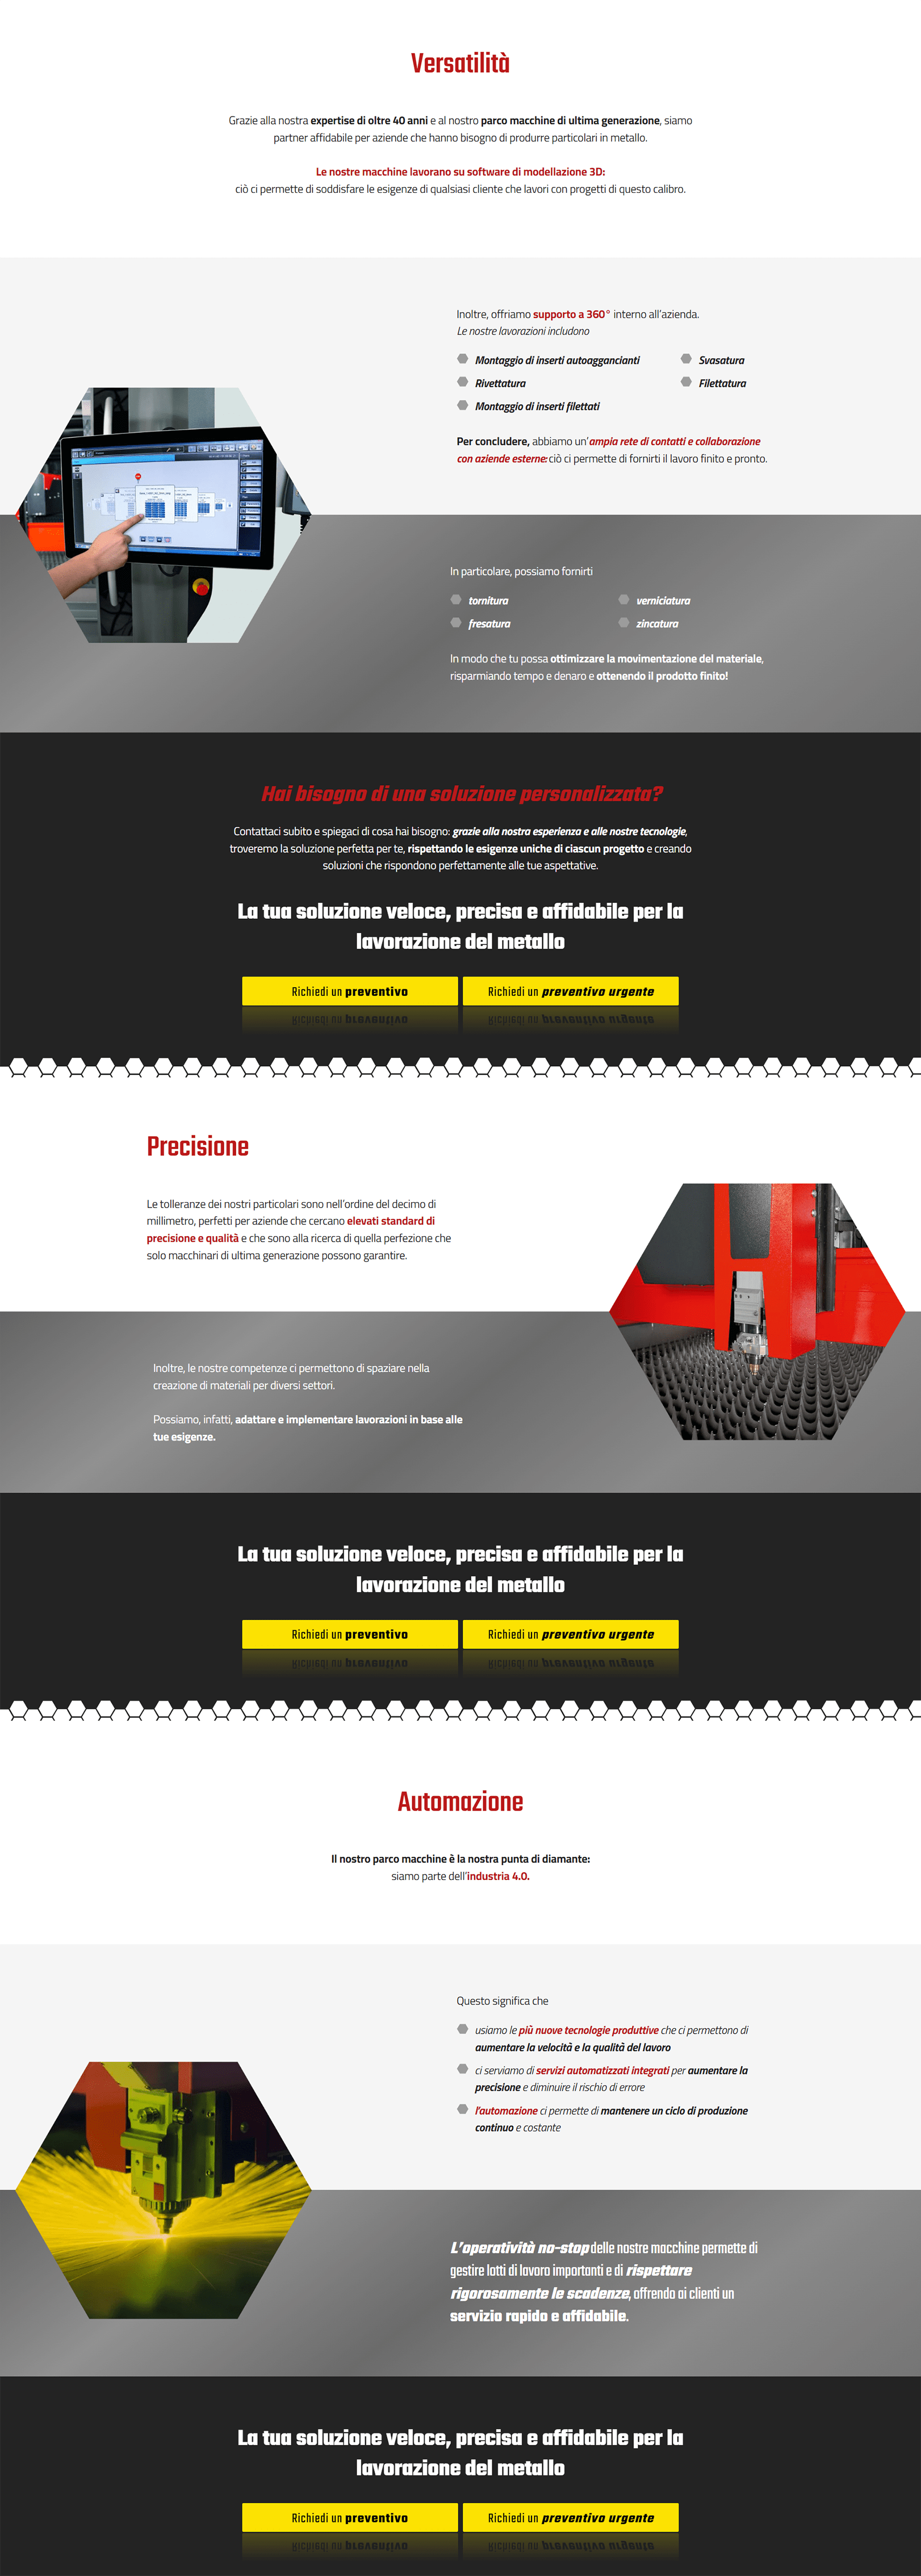 Versatilità
Grazie alla nostra expertise di oltre 40 anni e al nostro parco macchine di ultima generazione, siamo
partner affidabile per aziende che hanno bisogno di produrre particolari in metallo.
Le nostre macchine lavorano su software di modellazione 3D:
ciò ci permette di soddisfare le esigenze di qualsiasi cliente che lavori con progetti di questo calibro.
Inoltre, offriamo supporto a 360° interno all'azienda.
Le nostre lavorazioni includono
Montaggio di inserti autoaggancianti
Rivettatura
Montaggio di inserti filettati
Svasatura
Filettatura
Per concludere, abbiamo un'ampia rete di contatti e collaborazione
con aziende esterne: ciò ci permette di fornirti il lavoro finito e pronto.
In particolare, possiamo fornirti
tornitura
fresatura
verniciatura
zincatura
In modo che tu possa ottimizzare la movimentazione del materiale,
risparmiando tempo e denaro e ottenendo il prodotto finito!
Hai bisogno di una soluzione personalizzata?
Contattaci subito e spiegaci di cosa hai bisogno: grazie alla nostra esperienza e alle nostre tecnologie,
troveremo la soluzione perfetta per te, rispettando le esigenze uniche di ciascun progetto e creando
soluzioni che rispondono perfettamente alle tue aspettative.
La tua soluzione veloce, precisa e affidabile per la
lavorazione del metallo
Richiedi un preventivo
Richiedi un preventivo urgente
Precisione
Le tolleranze dei nostri particolari sono nell'ordine del decimo di
millimetro, perfetti per aziende che cercano elevati standard di
precisione e qualità e che sono alla ricerca di quella perfezione che
solo macchinari di ultima generazione possono garantire.
Inoltre, le nostre competenze ci permettono di spaziare nella
creazione di materiali per diversi settori.
Possiamo, infatti, adattare e implementare lavorazioni in base alle
tue esigenze.
La tua soluzione veloce, precisa e affidabile per la
lavorazione del metallo
Richiedi un preventivo
Richiedi un preventivo urgente
Automazione
Il nostro parco macchine è la nostra punta di diamante:
siamo parte dell'industria 4.0.
Questo significa che
usiamo le più nuove tecnologie produttive che ci permettono di
aumentare la velocità e la qualità del lavoro
ci serviamo di servizi automatizzati integrati per aumentare la
precisione e diminuire il rischio di errore
l'automazione ci permette di mantenere un ciclo di produzione
continuo e costante
L'operatività no-stop delle nostre macchine permette di
gestire lotti di lavoro importanti e di rispettare
rigorosamente le scadenze, offrendo ai clienti un
servizio rapido e affidabile.
La tua soluzione veloce, precisa e affidabile per la
lavorazione del metallo
Richiedi un preventivo
Richiedi un preventivo urgente